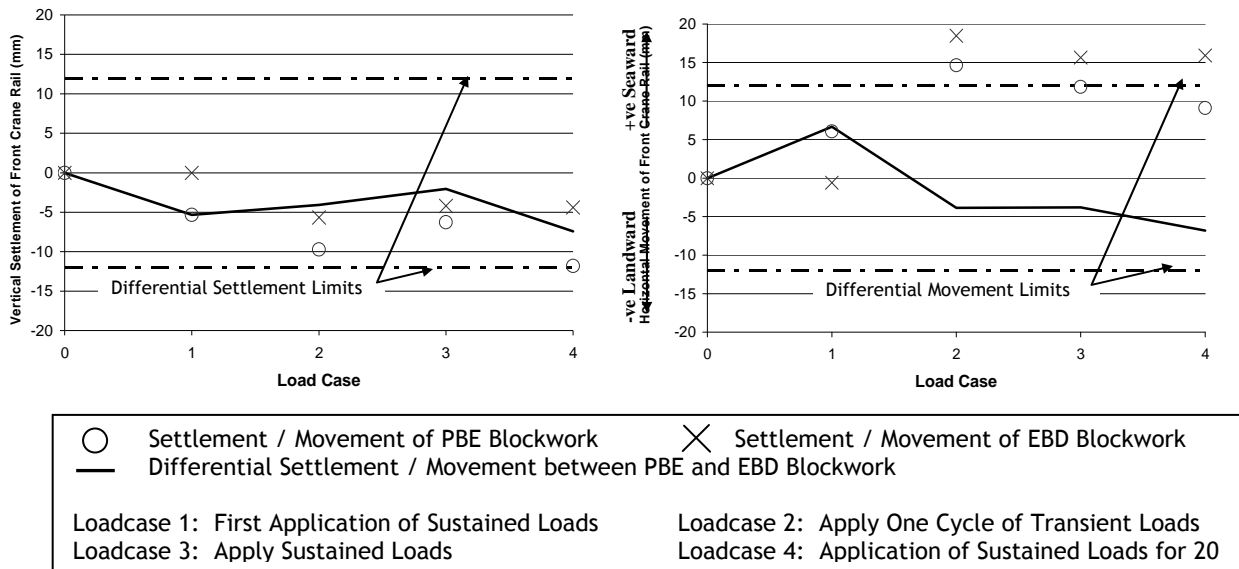 20
15
10
5
0
-5
-10
-15
-20
Vertical Settlement of Front Crane Rail (mm)
Differential Settlement Limits
0 1 2 3 4
Load Case
20
15
10
5
0
-5
-10
-15
-20
-ve Landward +ve Seaward
Horizontal Movement of Front Crane Rail (mm)
Differential Movement Limits
0 1 2 3 4
Load Case
Settlement / Movement of PBE Blockwork
Settlement / Movement of EBD Blockwork
Differential Settlement / Movement between PBE and EBD Blockwork
Loadcase 1: First Application of Sustained Loads
Loadcase 2: Apply One Cycle of Transient Loads
Loadcase 3: Apply Sustained Loads
Loadcase 4: Application of Sustained Loads for 20